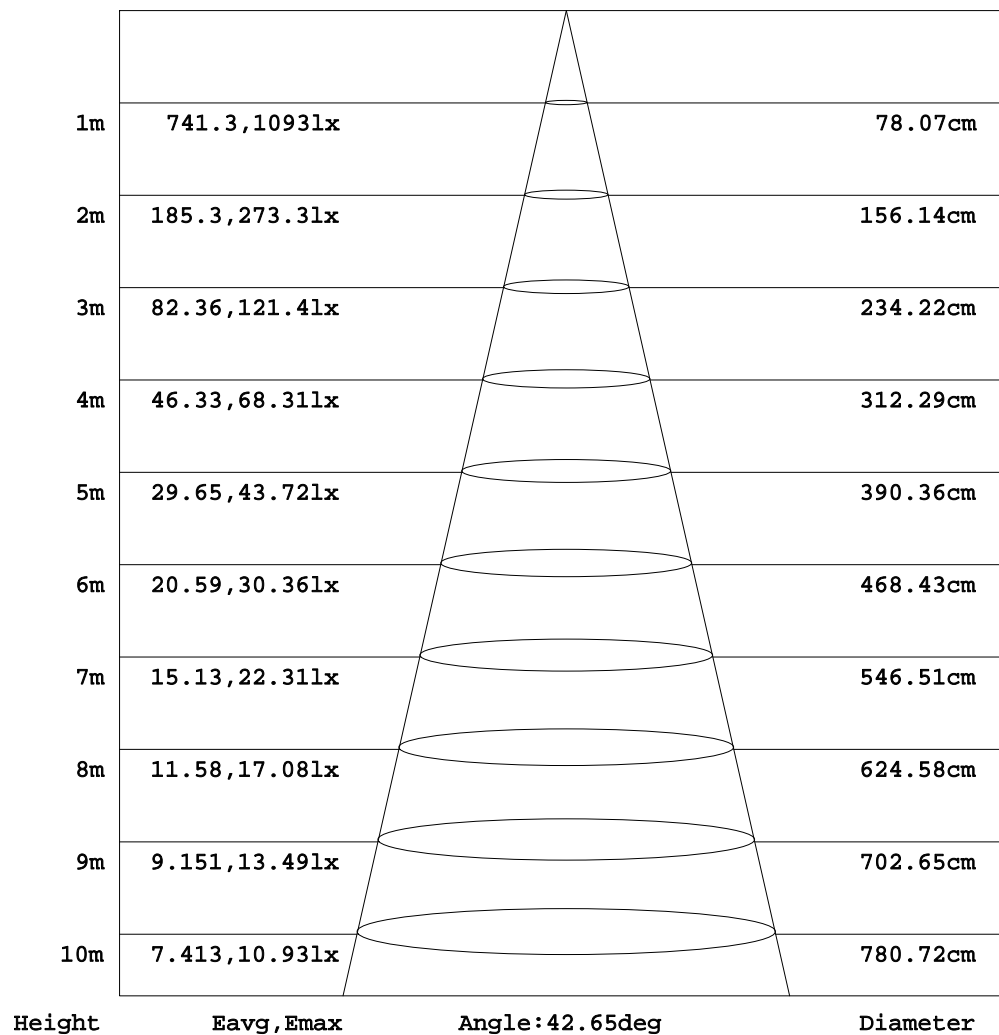 1m 741.3,1093lx 78.07cm
2m 185.3,273.3lx 156.14cm
3m 82.36,121.4lx 234.22cm
4m 46.33,68.31lx 312.29cm
5m 29.65,43.72lx 390.36cm
6m 20.59,30.36lx 468.43cm
7m 15.13,22.31lx 546.51cm
8m 11.58,17.08lx 624.58cm
9m 9.151,13.49lx 702.65cm
10m 7.413,10.93lx 780.72cm
Height Eavg,Emax Angle:42.65deg Diameter